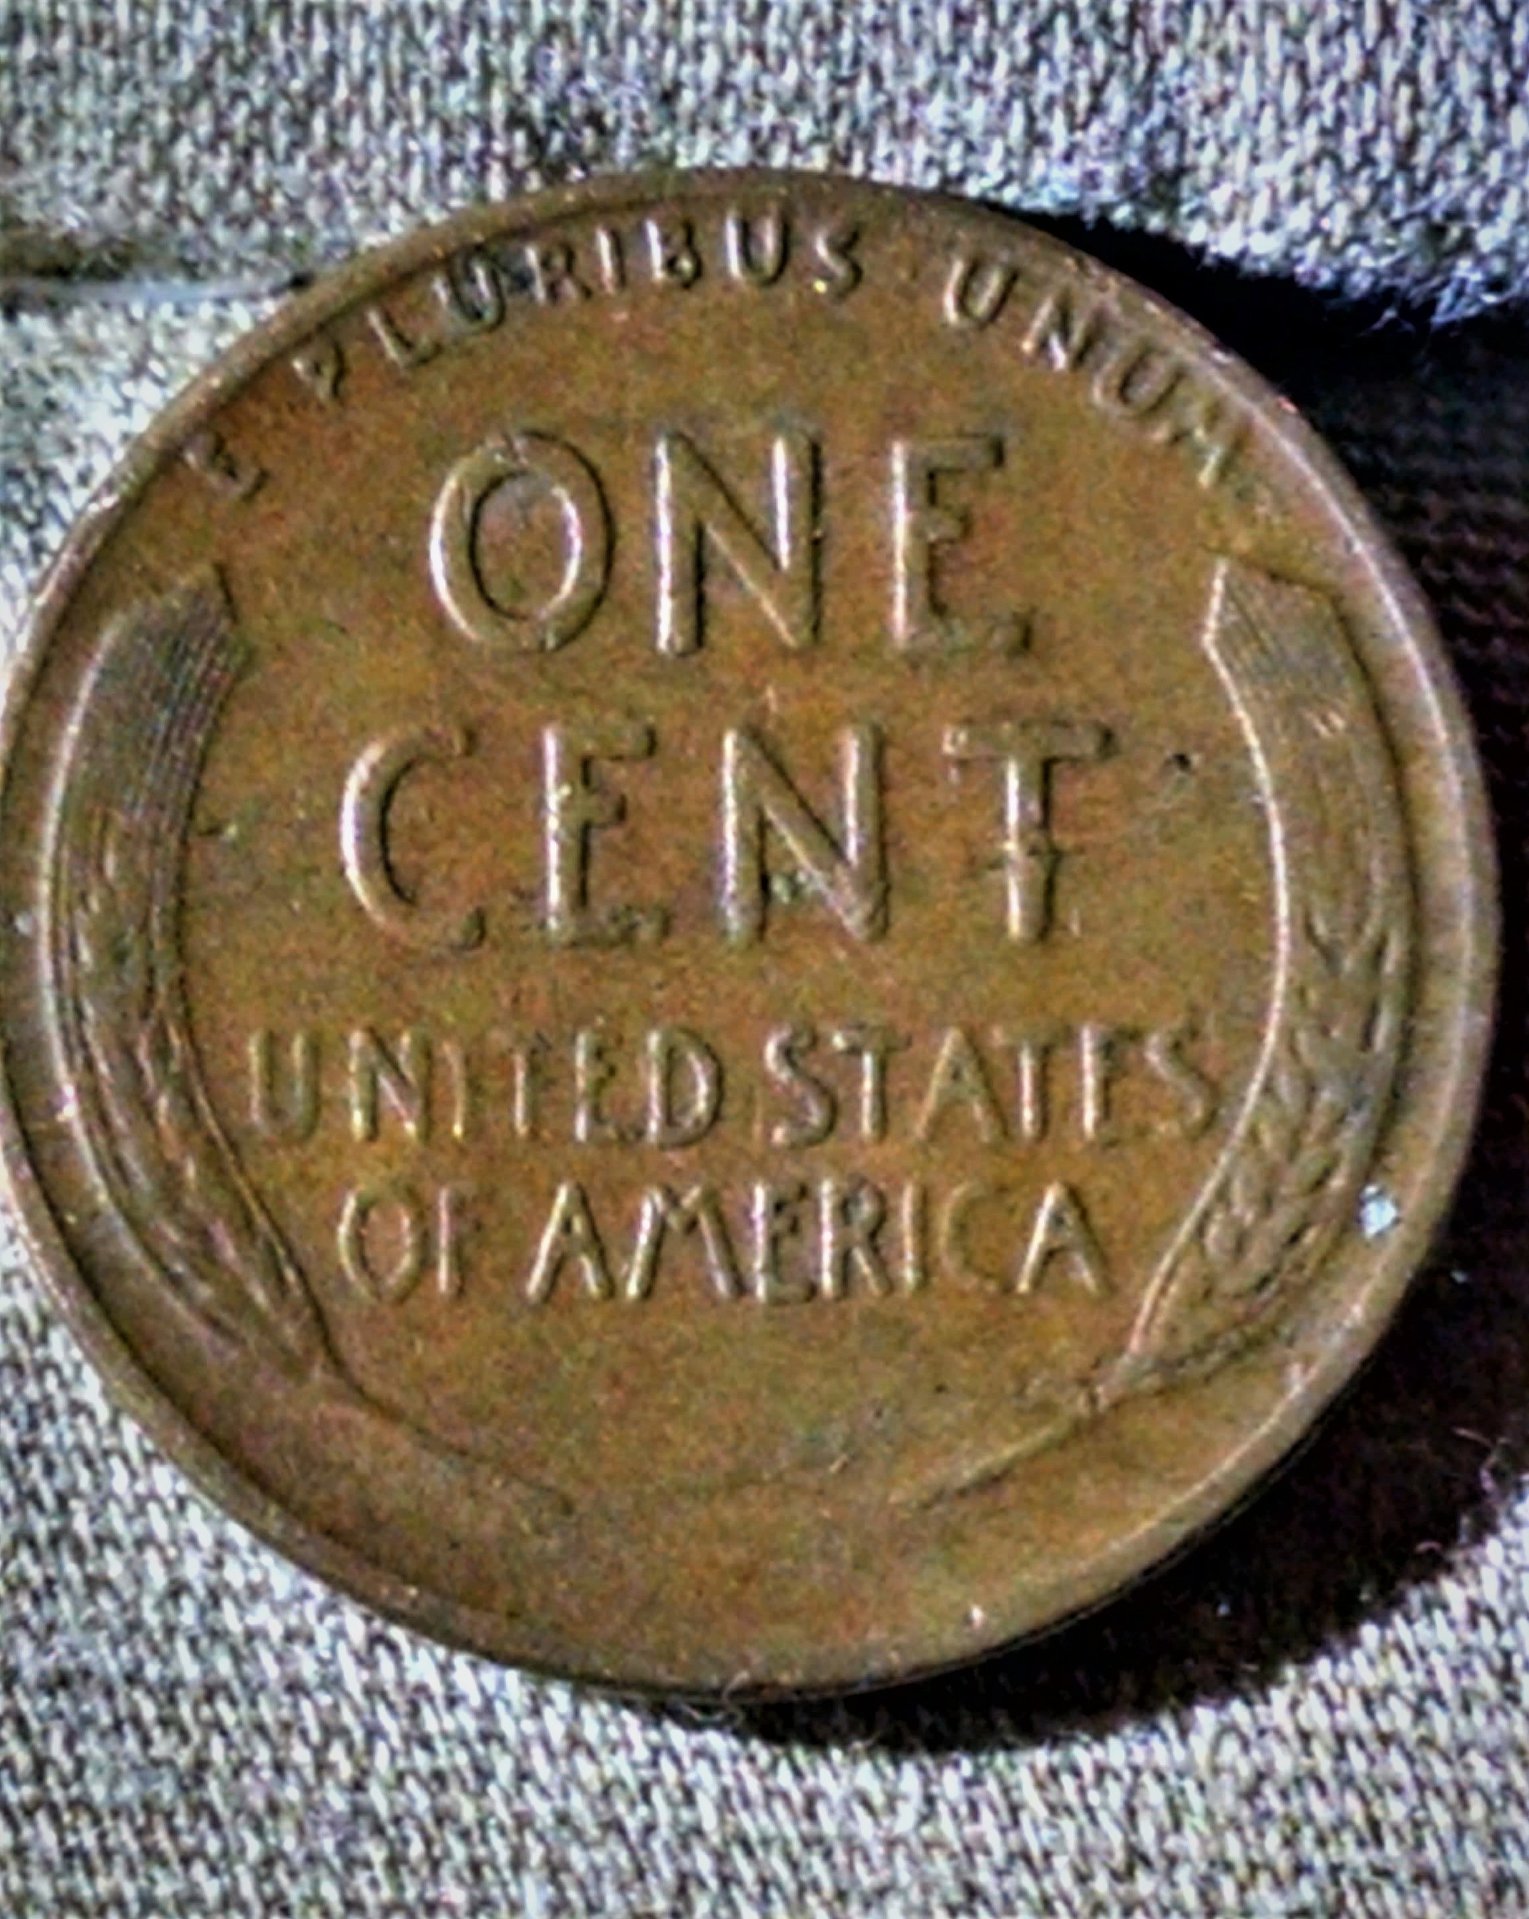 E PLURIBUS UNUM
ONE
CENT
UNITED STATES
OF AMERICA